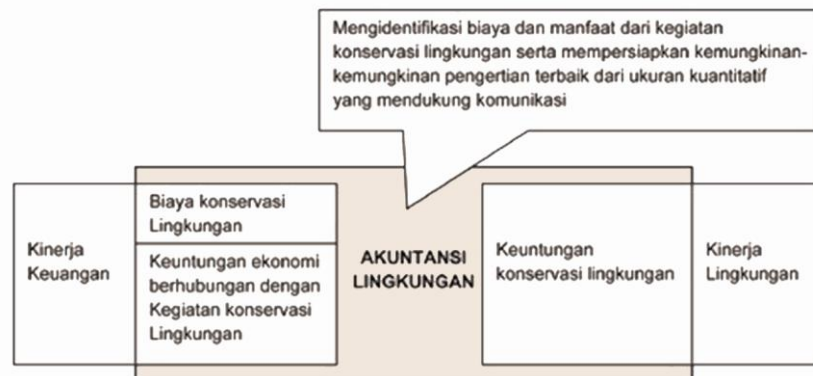 Mengidentifikasi biaya dan manfaat dari kegiatan
konservasi lingkungan serta mempersiapkan kemungkinan-
kemungkinan pengertian terbaik dari ukuran kuantitatif
yang mendukung komunikasi
Kinerja
Keuangan
Biaya konservasi
Lingkungan
Keuntungan ekonomi
berhubungan dengan
Kegiatan konservasi
Lingkungan
AKUNTANSI
LINGKUNGAN
Keuntungan
konservasi lingkungan
Kinerja
Lingkungan